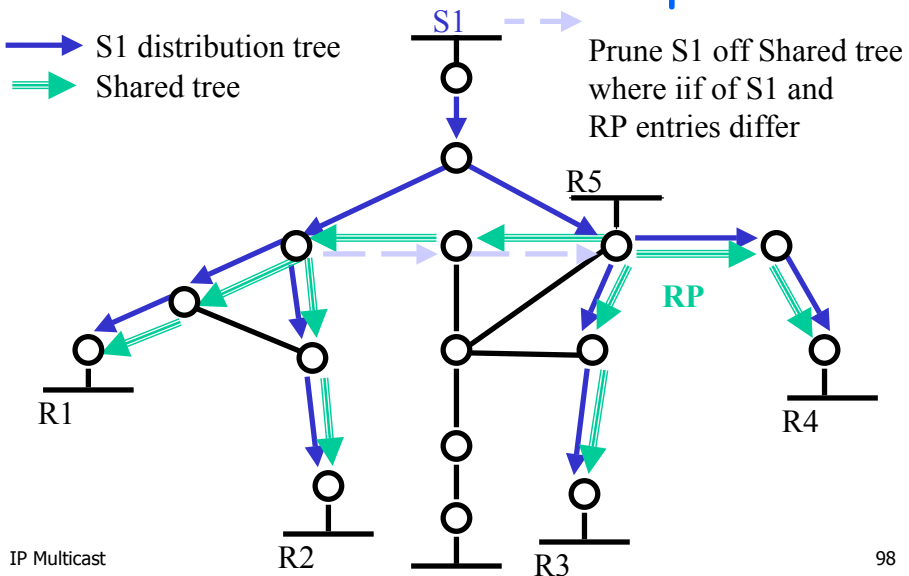 S1
S1 distribution tree
Shared tree
Prune S1 off Shared tree
where iif of S1 and
RP entries differ
R5
RP
R1
R4
R2
R3
IP Multicast
98